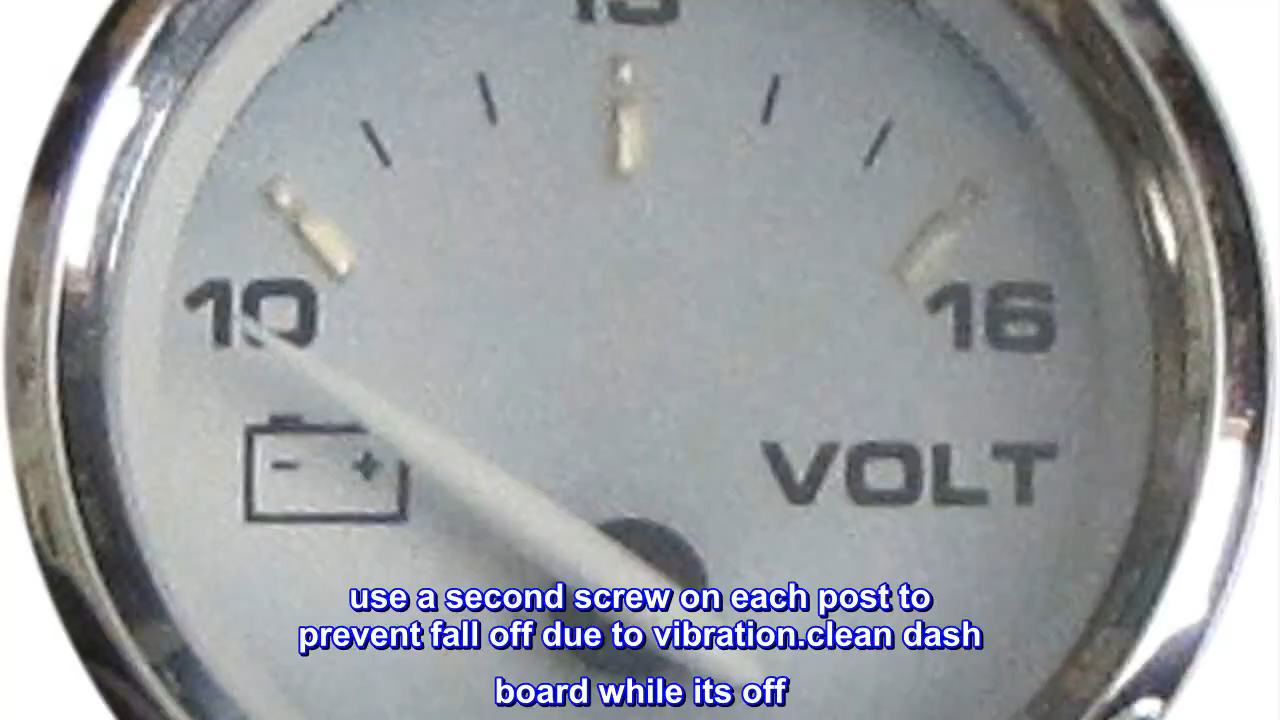 13
10
16
- +
VOLT
use a second screw on each post to
prevent fall off due to vibration.clean dash
board while its off